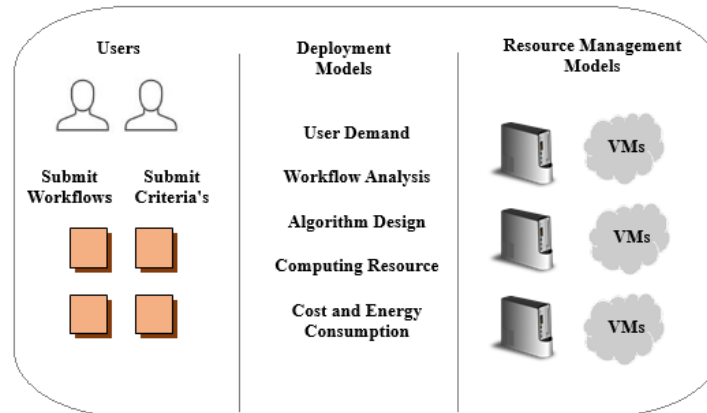 Users
Submit
Workflows
Submit
Criteria's
Deployment
Models
User Demand
Workflow Analysis
Algorithm Design
Computing Resource
Cost and Energy
Consumption
Resource Management
Models
VMs
VMs
VMs